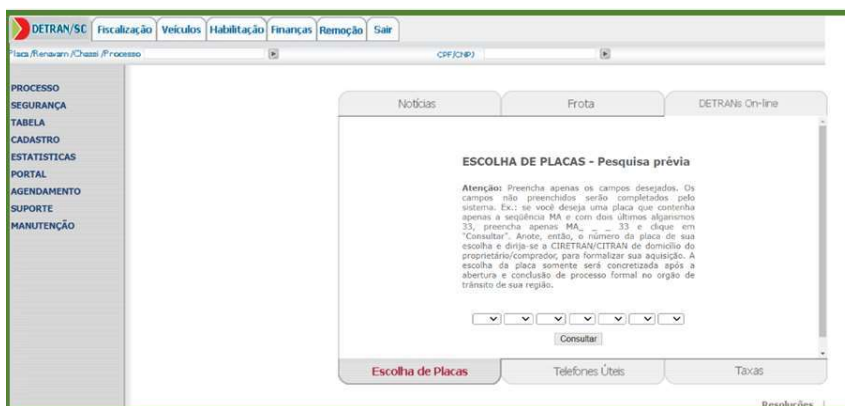 DETRAN/SC Fiscalização Veículos Habilitação Finanças Remoção Sair
Placa/Renavam/Chassi/Processo CPF/CNPJ
PROCESSO
SEGURANÇA
TABELA
CADASTRO
ESTATISTICAS
PORTAL
AGENDAMENTO
SUPORTE
MANUTENÇÃO
Notícias Frota DETRANs On-line
ESCOLHA DE PLACAS - Pesquisa prévia
Atenção: Preencha apenas os campos desejados. Os
campos não preenchidos serão completados pelo
sistema. Ex.: se você deseja uma placa que contenha
apenas a seqüência MA e com dois últimos algarismos
33, preencha apenas MA_ _ _ 33 e clique em
"Consultar". Anote, então, o número da placa de sua
escolha e dirija-se a CIRETRAN/CITRAN de domicílio do
proprietário/comprador, para formalizar sua aquisição. A
escolha da placa somente será concretizada após a
abertura e conclusão de processo formal no orgão de
trânsito de sua região.
Consultar
Escolha de Placas Telefones Úteis Taxas
Resoluções